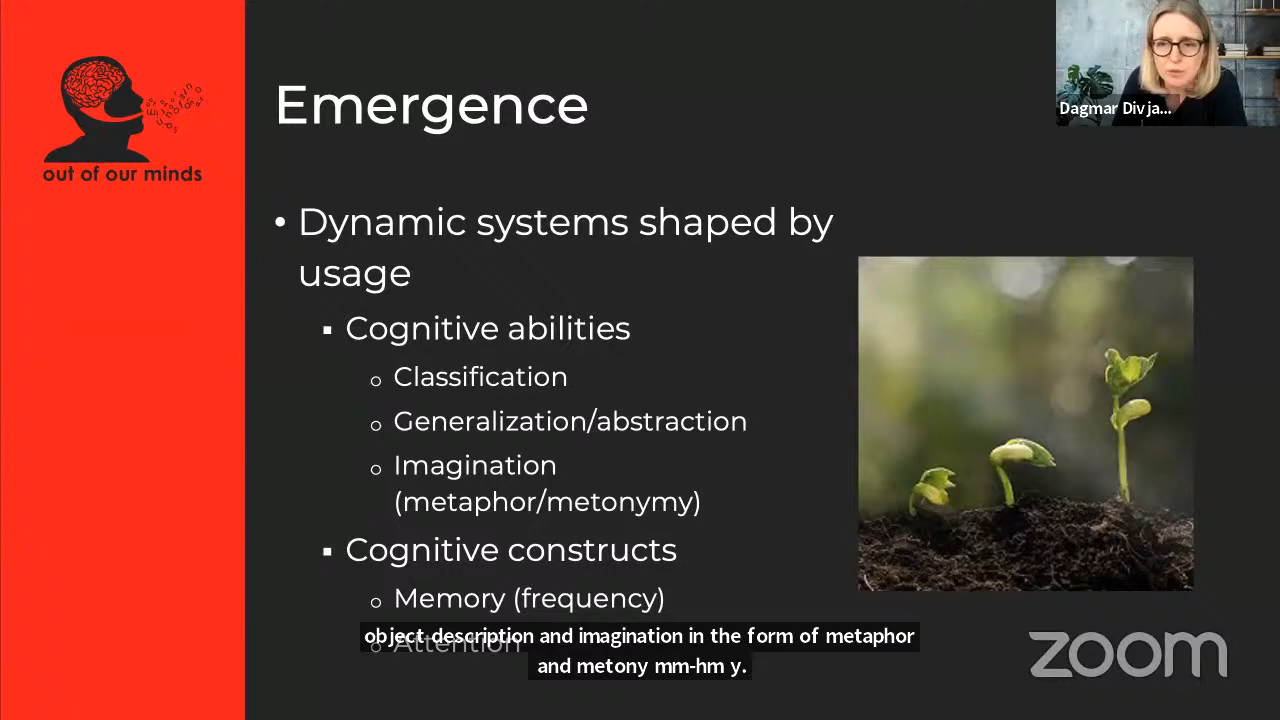 Emergence
Dagmar Divja...
out of our minds
• Dynamic systems shaped by
usage
▪ Cognitive abilities
○ Classification
○ Generalization/abstraction
○ Imagination
(metaphor/metonymy)
▪ Cognitive constructs
○ Memory (frequency)
○ Attention
object description and imagination in the form of metaphor
and metony mm-hm y.
zoom